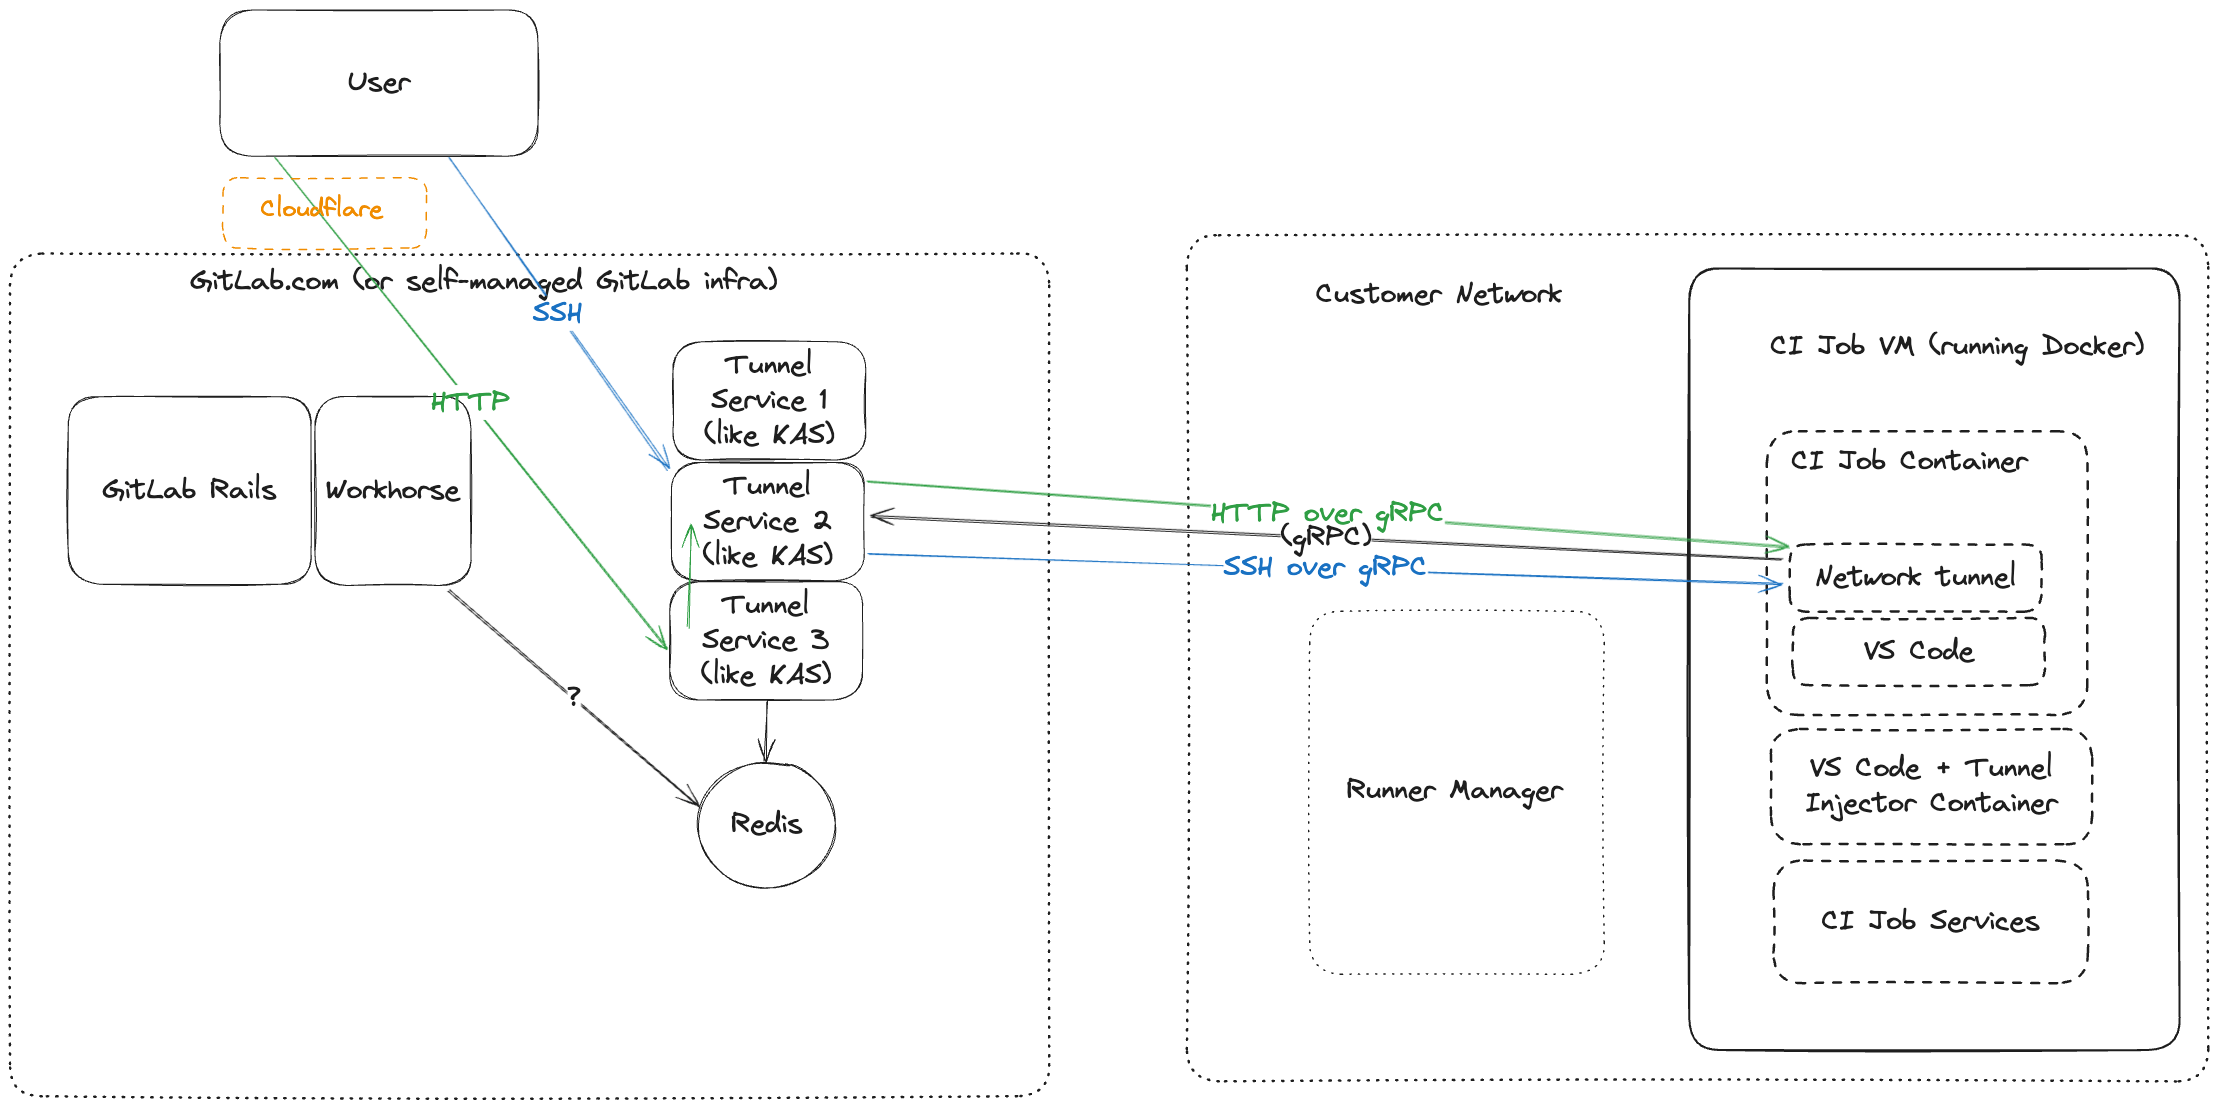 User
Cloudflare
GitLab.com (or self-managed GitLab infra)
SSH
HTTP
GitLab Rails
Workhorse
Tunnel
Service 1
(like KAS)
Tunnel
Service 2
(like KAS)
Tunnel
Service 3
(like KAS)
?
Redis
HTTP over gRPC
(gRPC)
SSH over gRPC
Customer Network
Runner Manager
CI Job VM (running Docker)
CI Job Container
Network tunnel
VS Code
VS Code + Tunnel
Injector Container
CI Job Services